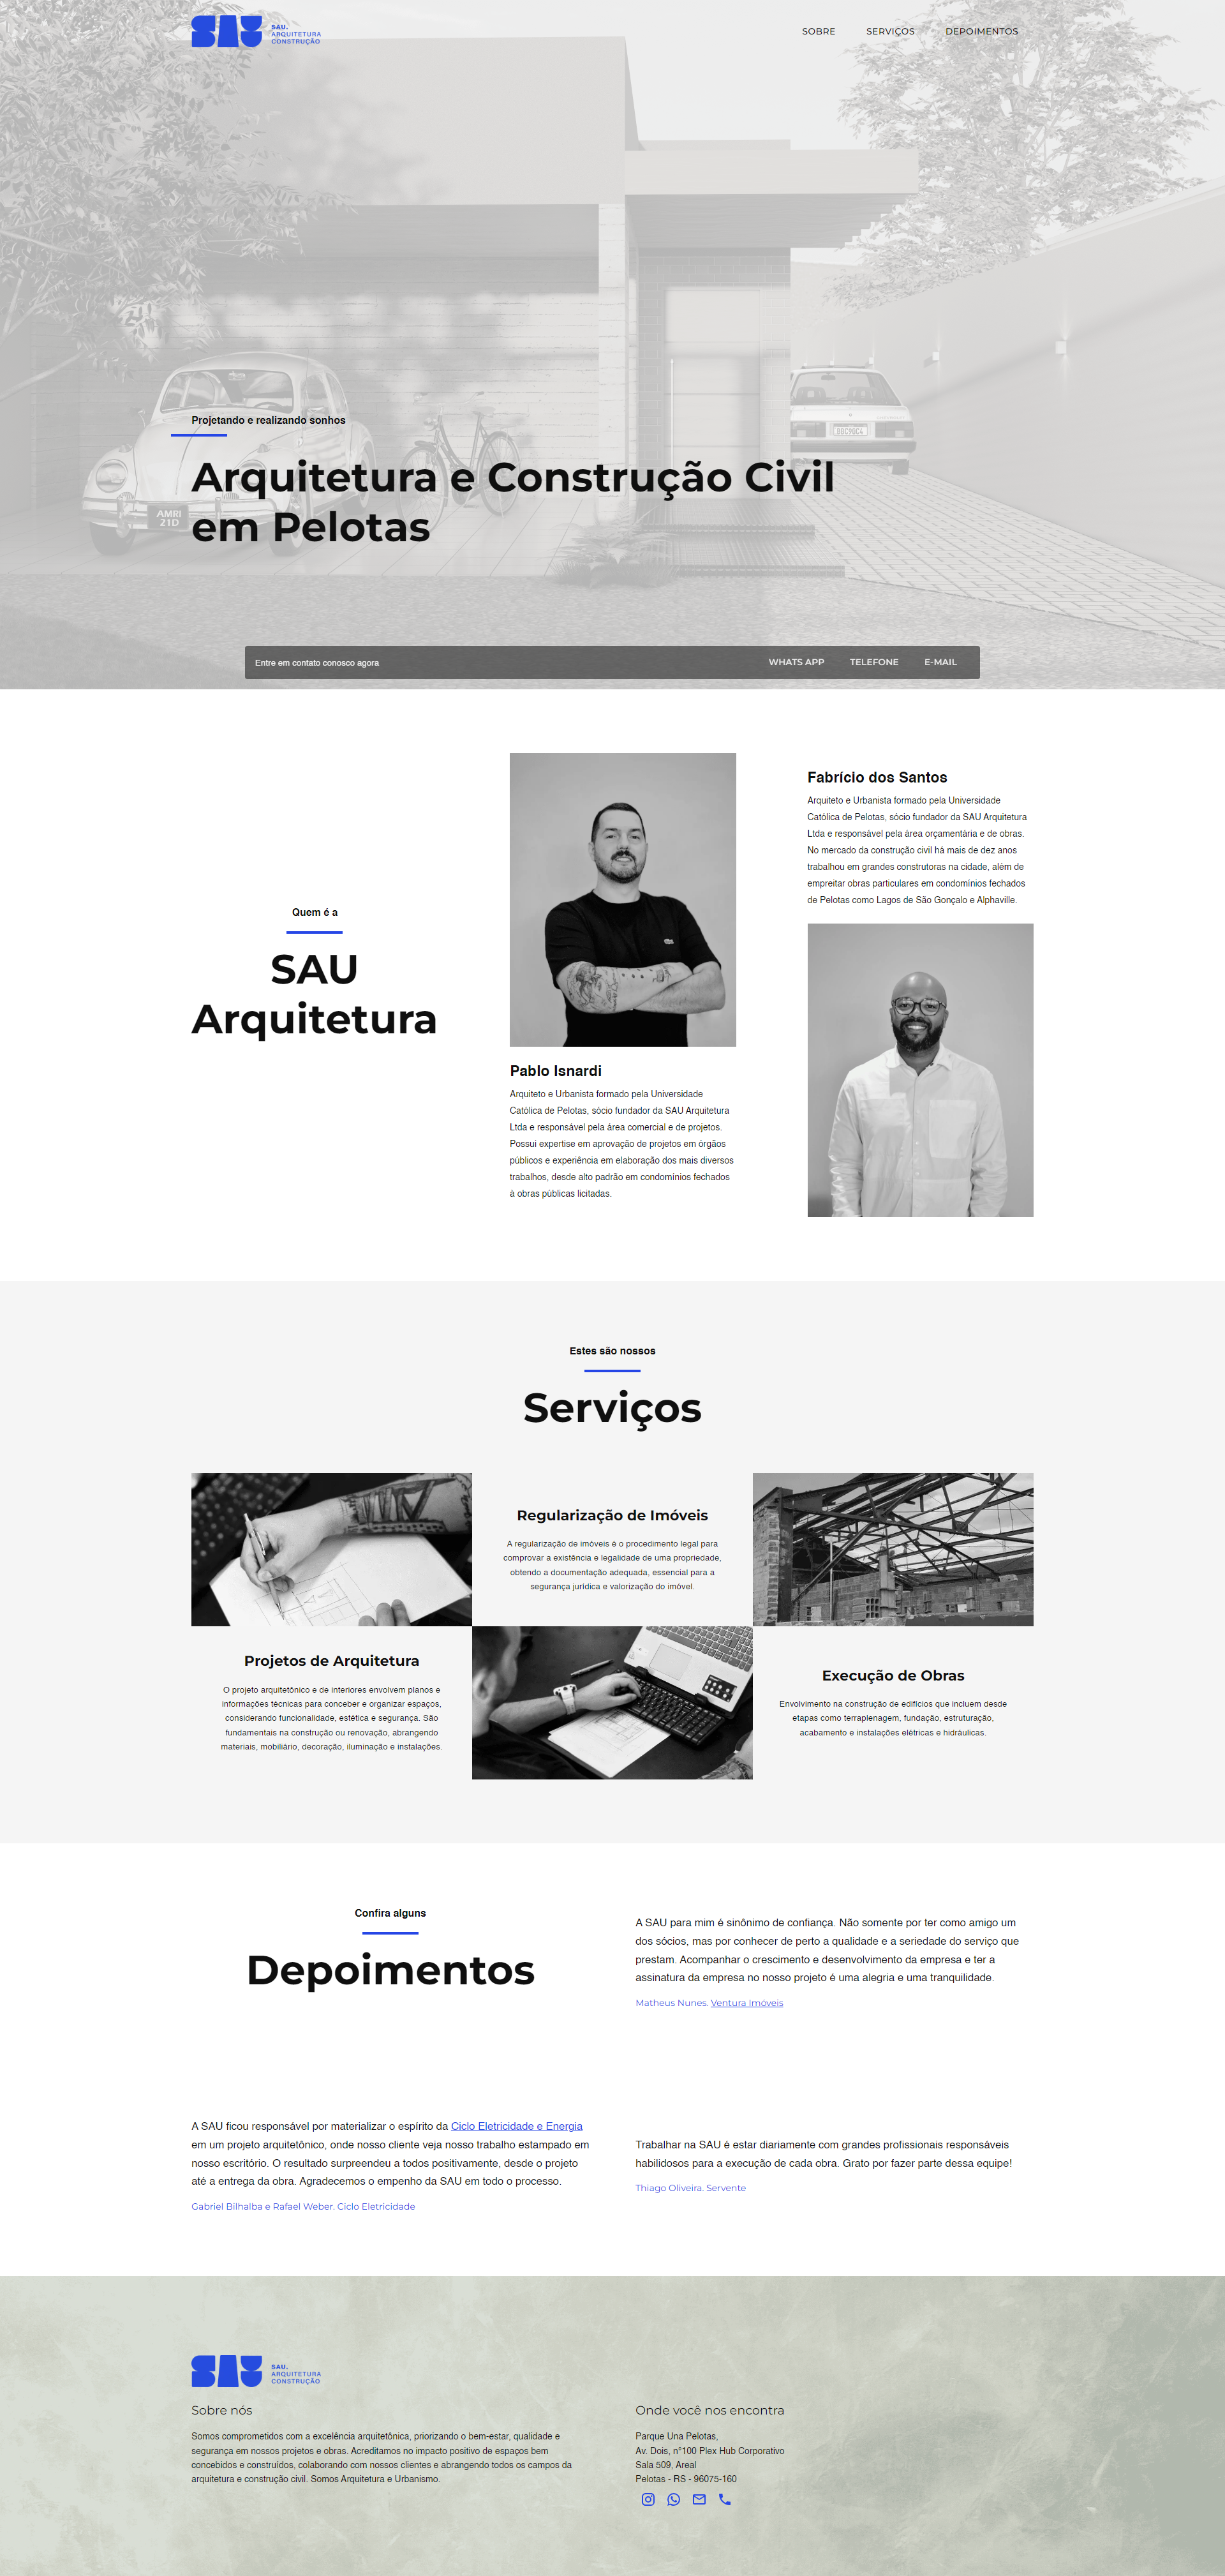 SAU
SAU.
ARQUITETURA
CONSTRUÇÃO
SOBRE SERVIÇOS DEPOIMENTOS
BBC9GC4
Projetando e realizando sonhos
Arquitetura e Construção Civil
em Pelotas
AMRI
21D
Entre em contato conosco agora
WHATS APP TELEFONE E-MAIL
Quem é a
SAU
Arquitetura
Pablo Isnardi
Arquiteto e Urbanista formado pela Universidade
Católica de Pelotas, sócio fundador da SAU Arquitetura
Ltda e responsável pela área comercial e de projetos.
Possui expertise em aprovação de projetos em órgãos
públicos e experiência em elaboração dos mais diversos
trabalhos, desde alto padrão em condomínios fechados
à obras públicas licitadas.
Fabrício dos Santos
Arquiteto e Urbanista formado pela Universidade
Católica de Pelotas, sócio fundador da SAU Arquitetura
Ltda e responsável pela área orçamentária e de obras.
No mercado da construção civil há mais de dez anos
trabalhou em grandes construtoras na cidade, além de
empreitar obras particulares em condomínios fechados
de Pelotas como Lagos de São Gonçalo e Alphaville.
Estes são nossos
Serviços
Regularização de Imóveis
A regularização de imóveis é o procedimento legal para
comprovar a existência e legalidade de uma propriedade,
obtendo a documentação adequada, essencial para a
segurança jurídica e valorização do imóvel.
Projetos de Arquitetura
O projeto arquitetônico e de interiores envolvem planos e
informações técnicas para conceber e organizar espaços,
considerando funcionalidade, estética e segurança. São
fundamentais na construção ou renovação, abrangendo
materiais, mobiliário, decoração, iluminação e instalações.
Execução de Obras
Envolvimento na construção de edifícios que incluem desde
etapas como terraplenagem, fundação, estruturação,
acabamento e instalações elétricas e hidráulicas.
Confira alguns
Depoimentos
A SAU para mim é sinônimo de confiança. Não somente por ter como amigo um
dos sócios, mas por conhecer de perto a qualidade e a seriedade do serviço que
prestam. Acompanhar o crescimento e desenvolvimento da empresa e ter a
assinatura da empresa no nosso projeto é uma alegria e uma tranquilidade.
Matheus Nunes. Ventura Imóveis
A SAU ficou responsável por materializar o espírito da Ciclo Eletricidade e Energia
em um projeto arquitetônico, onde nosso cliente veja nosso trabalho estampado em
nosso escritório. O resultado surpreendeu a todos positivamente, desde o projeto
até a entrega da obra. Agradecemos o empenho da SAU em todo o processo.
Gabriel Bilhalba e Rafael Weber. Ciclo Eletricidade
Trabalhar na SAU é estar diariamente com grandes profissionais responsáveis
habilidosos para a execução de cada obra. Grato por fazer parte dessa equipe!
Thiago Oliveira. Servente
SAU
SAU.
ARQUITETURA
CONSTRUÇÃO
Sobre nós
Somos comprometidos com a excelência arquitetônica, priorizando o bem-estar, qualidade e
segurança em nossos projetos e obras. Acreditamos no impacto positivo de espaços bem
concebidos e construídos, colaborando com nossos clientes e abrangendo todos os campos da
arquitetura e construção civil. Somos Arquitetura e Urbanismo.
Onde você nos encontra
Parque Una Pelotas,
Av. Dois, n°100 Plex Hub Corporativo
Sala 509, Areal
Pelotas - RS - 96075-160